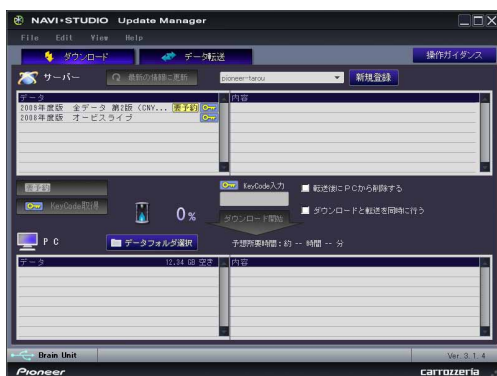 NAVI•STUDIO Update Manager
File Edit View Help
ダウンロード データ転送 操作ガイダンス
サーバー 最新の情報に更新 pioneer-tarou 新規登録
データ 内容
2009年度版 全データ 第2版 (CNV... 要予約
2008年度版 オービスライブ
KeyCode入力 転送後にPCから削除する
KeyCode取得
0% ダウンロード開始 ダウンロードと転送を同時に行う
PC データフォルダ選択 予想所要時間：約 -- 時間 -- 分
データ 12.34 GB 空き 内容
Brain Unit Ver. 3.1.4
Pioneer carrozzeria